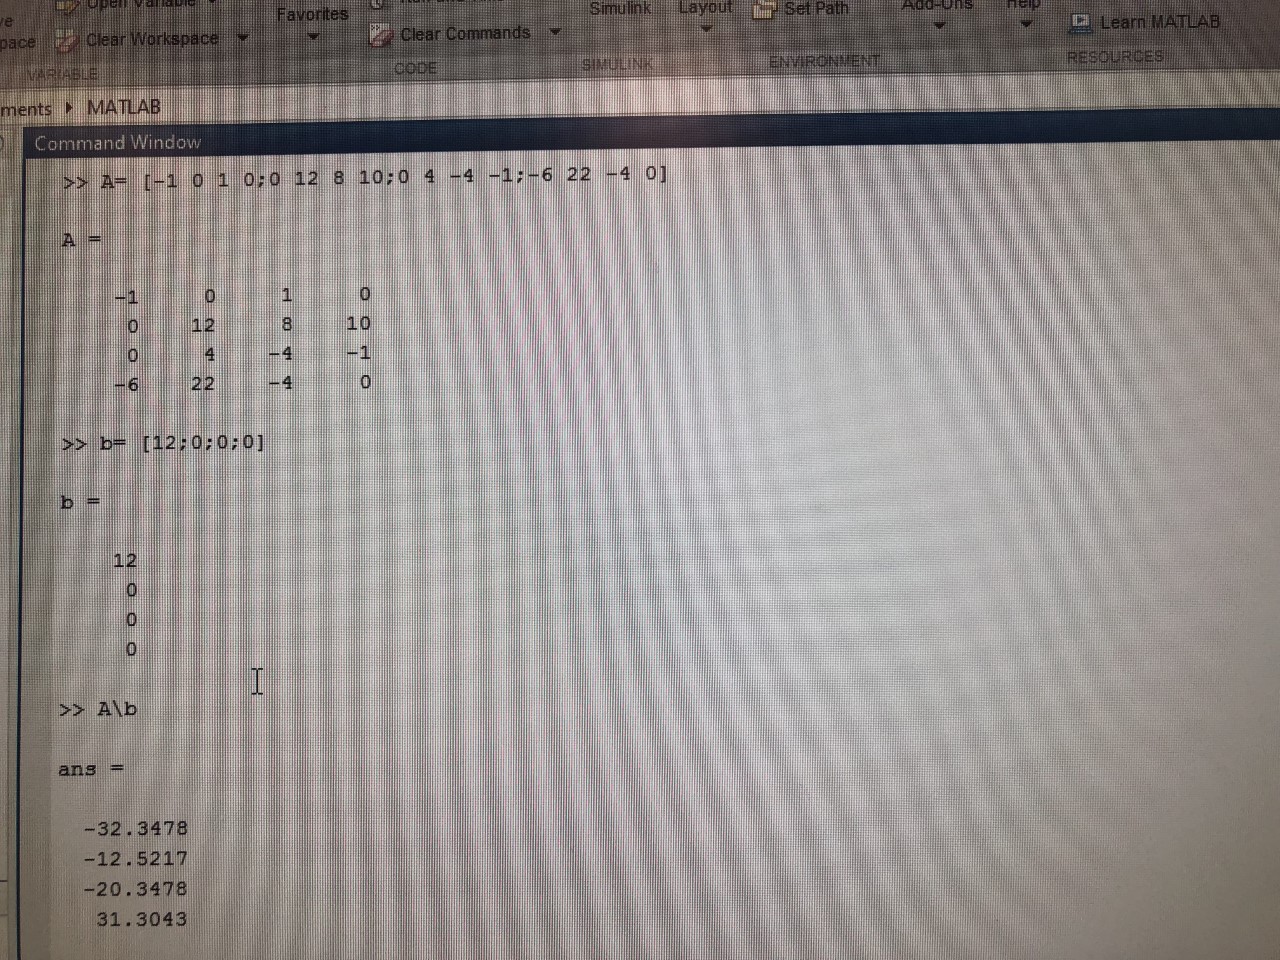 Open Variable
Favorites
Simulink
Layout
Set Path
Add-Ons
Help
pace
Clear Workspace
Clear Commands
Learn MATLAB
VARIABLE
CODE
SIMULINK
ENVIRONMENT
RESOURCES
ments MATLAB
Command Window
>> A= [-1 0 1 0;0 12 8 10;0 4 -4 -1;-6 22 -4 0]
A =
-1 0 1 0
0 12 8 10
0 4 -4 -1
-6 22 -4 0
>> b= [12;0;0;0]
b =
12
0
0
0
>> A\b
ans =
-32.3478
-12.5217
-20.3478
31.3043